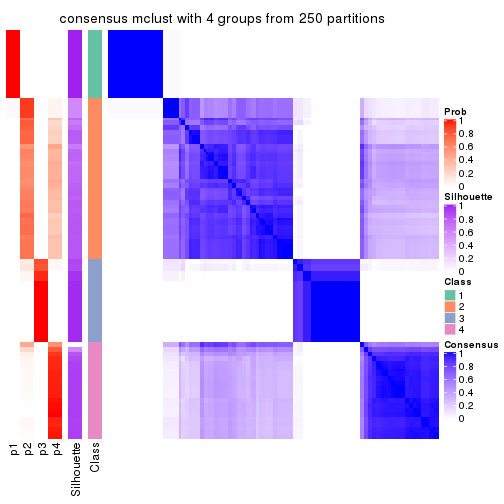 consensus mclust with 4 groups from 250 partitions
Prob
1
0.8
0.6
0.4
0.2
0
Silhouette
1
0.8
0.6
0.4
0.2
0
Class
1
2
3
4
Consensus
1
0.8
0.6
0.4
0.2
0
p1
p2
p3
p4
Silhouette
Class